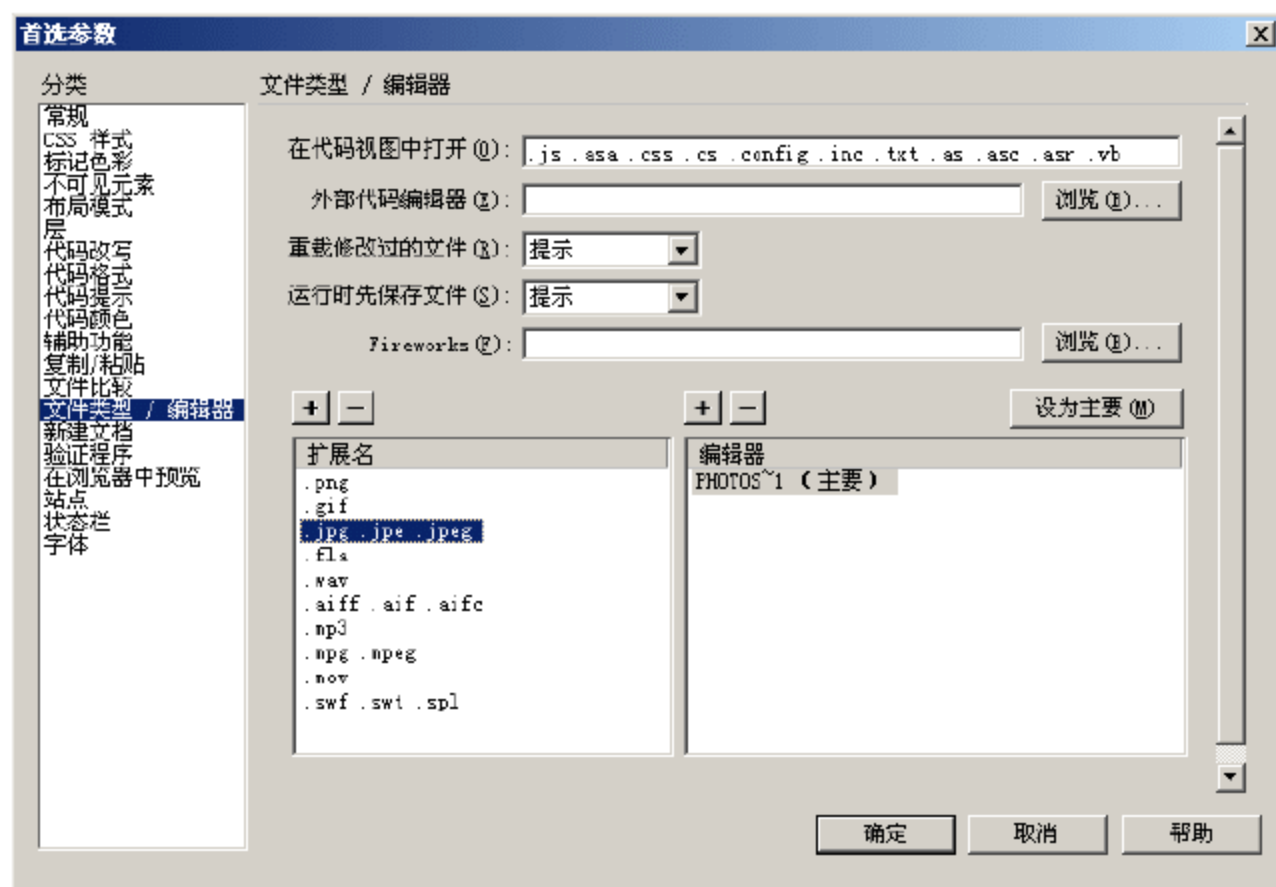 首选参数
分类
常规
CSS 样式
标记色彩
不可见元素
布局模式
层
代码改写
代码格式
代码提示
代码颜色
辅助功能
复制/粘贴
文件比较
文件类型 / 编辑器
新建文档
验证程序
在浏览器中预览
站点
状态栏
字体
文件类型 / 编辑器
在代码视图中打开(O): .js .asa .css .cs .config .inc .txt .as .asc .asr .vb
外部代码编辑器(X): 浏览(B)...
重载修改过的文件(R): 提示
运行时先保存文件(S): 提示
Fireworks(F): 浏览(B)...
+ − + − 设为主要(M)
扩展名
.png
.gif
.jpg .jpe .jpeg
.fla
.wav
.aiff .aif .aifc
.mp3
.mpg .mpeg
.mov
.swf .swt .spl
编辑器
PHOTOS~1 (主要)
确定 取消 帮助